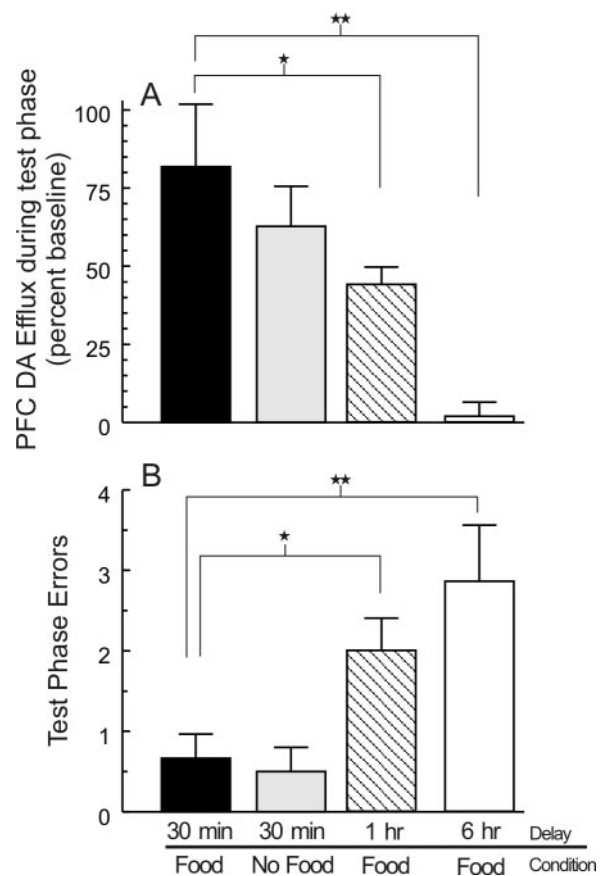 ★★
★
A
PFC DA Efflux during test phase
(percent baseline)
100
75
50
25
0
B
★★
★
Test Phase Errors
4
3
2
1
0
30 min 30 min 1 hr 6 hr Delay
Food No Food Food Food Condition